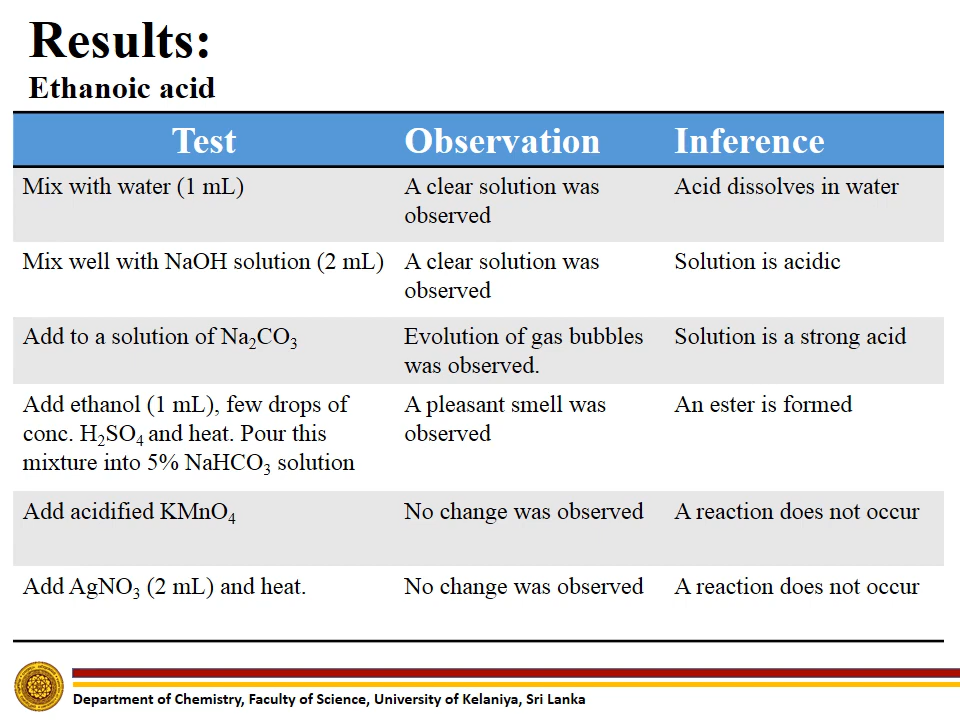 Results:
Ethanoic acid
Test Observation Inference
Mix with water (1 mL) A clear solution was Acid dissolves in water
observed
Mix well with NaOH solution (2 mL) A clear solution was Solution is acidic
observed
Add to a solution of Na₂CO₃ Evolution of gas bubbles Solution is a strong acid
was observed.
Add ethanol (1 mL), few drops of A pleasant smell was An ester is formed
conc. H₂SO₄ and heat. Pour this observed
mixture into 5% NaHCO₃ solution
Add acidified KMnO₄ No change was observed A reaction does not occur
Add AgNO₃ (2 mL) and heat. No change was observed A reaction does not occur
Department of Chemistry, Faculty of Science, University of Kelaniya, Sri Lanka